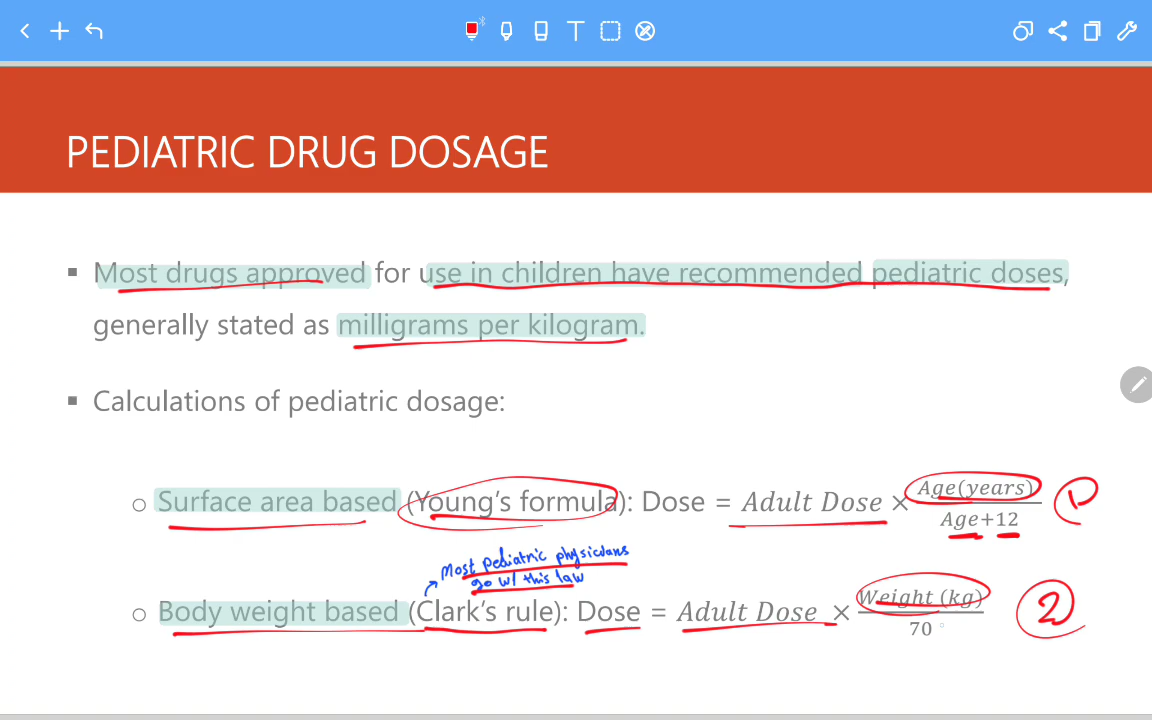 PEDIATRIC DRUG DOSAGE
▪ Most drugs approved for use in children have recommended pediatric doses,
generally stated as milligrams per kilogram.
▪ Calculations of pediatric dosage:
○ Surface area based (Young's formula): Dose = Adult Dose × Age(years) / Age+12 1
Most pediatric physicians
go w/ this law
○ Body weight based (Clark's rule): Dose = Adult Dose × Weight (kg) / 70 2